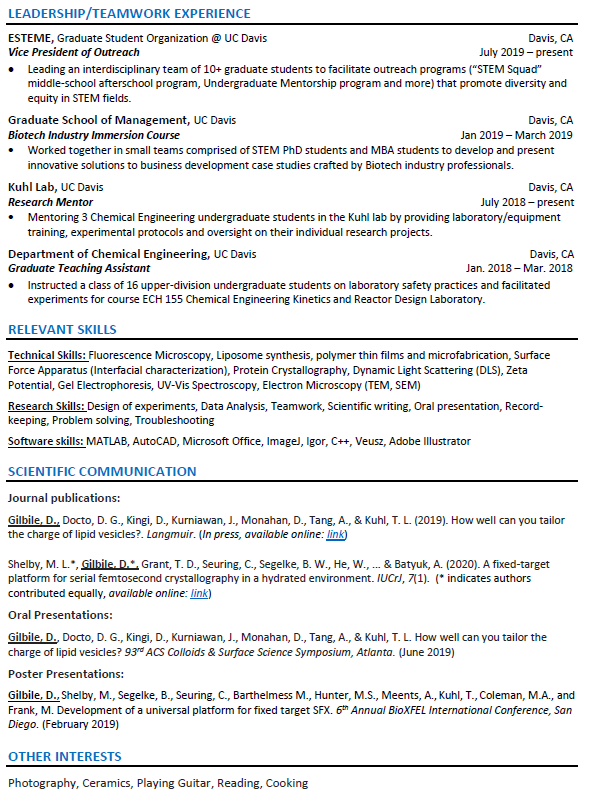 LEADERSHIP/TEAMWORK EXPERIENCE
ESTEME, Graduate Student Organization @ UC Davis Davis, CA
Vice President of Outreach July 2019 – present
• Leading an interdisciplinary team of 10+ graduate students to facilitate outreach programs (“STEM Squad”
middle-school afterschool program, Undergraduate Mentorship program and more) that promote diversity and
equity in STEM fields.
Graduate School of Management, UC Davis Davis, CA
Biotech Industry Immersion Course Jan 2019 – March 2019
• Worked together in small teams comprised of STEM PhD students and MBA students to develop and present
innovative solutions to business development case studies crafted by Biotech industry professionals.
Kuhl Lab, UC Davis Davis, CA
Research Mentor July 2018 – present
• Mentoring 3 Chemical Engineering undergraduate students in the Kuhl lab by providing laboratory/equipment
training, experimental protocols and oversight on their individual research projects.
Department of Chemical Engineering, UC Davis Davis, CA
Graduate Teaching Assistant Jan. 2018 – Mar. 2018
• Instructed a class of 16 upper-division undergraduate students on laboratory safety practices and facilitated
experiments for course ECH 155 Chemical Engineering Kinetics and Reactor Design Laboratory.
RELEVANT SKILLS
Technical Skills: Fluorescence Microscopy, Liposome synthesis, polymer thin films and microfabrication, Surface
Force Apparatus (Interfacial characterization), Protein Crystallography, Dynamic Light Scattering (DLS), Zeta
Potential, Gel Electrophoresis, UV-Vis Spectroscopy, Electron Microscopy (TEM, SEM)
Research Skills: Design of experiments, Data Analysis, Teamwork, Scientific writing, Oral presentation, Record-
keeping, Problem solving, Troubleshooting
Software skills: MATLAB, AutoCAD, Microsoft Office, ImageJ, Igor, C++, Veusz, Adobe Illustrator
SCIENTIFIC COMMUNICATION
Journal publications:
Gilbile, D., Docto, D. G., Kingi, D., Kurniawan, J., Monahan, D., Tang, A., & Kuhl, T. L. (2019). How well can you tailor
the charge of lipid vesicles?. Langmuir. (In press, available online: link)
Shelby, M. L.*, Gilbile, D.*, Grant, T. D., Seuring, C., Segelke, B. W., He, W., ... & Batyuk, A. (2020). A fixed-target
platform for serial femtosecond crystallography in a hydrated environment. IUCrJ, 7(1). (* indicates authors
contributed equally, available online: link)
Oral Presentations:
Gilbile, D., Docto, D. G., Kingi, D., Kurniawan, J., Monahan, D., Tang, A., & Kuhl, T. L. How well can you tailor the
charge of lipid vesicles? 93rd ACS Colloids & Surface Science Symposium, Atlanta. (June 2019)
Poster Presentations:
Gilbile, D., Shelby, M., Segelke, B., Seuring, C., Barthelmess M., Hunter, M.S., Meents, A., Kuhl, T., Coleman, M.A., and
Frank, M. Development of a universal platform for fixed target SFX. 6th Annual BioXFEL International Conference, San
Diego. (February 2019)
OTHER INTERESTS
Photography, Ceramics, Playing Guitar, Reading, Cooking